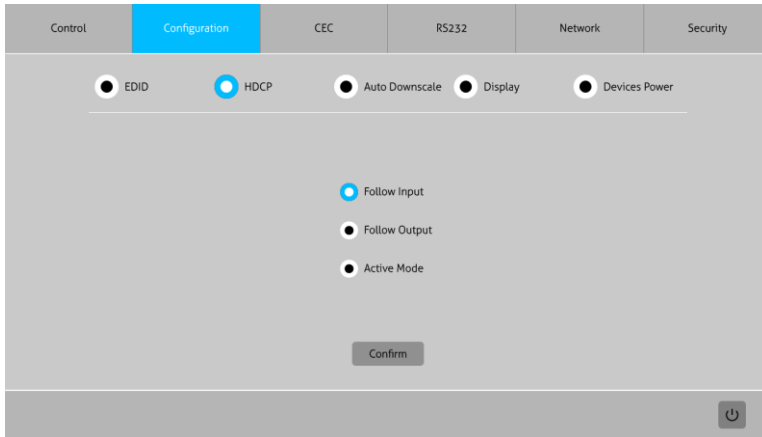 Control Configuration CEC RS232 Network Security
EDID HDCP Auto Downscale Display Devices Power
Follow Input
Follow Output
Active Mode
Confirm